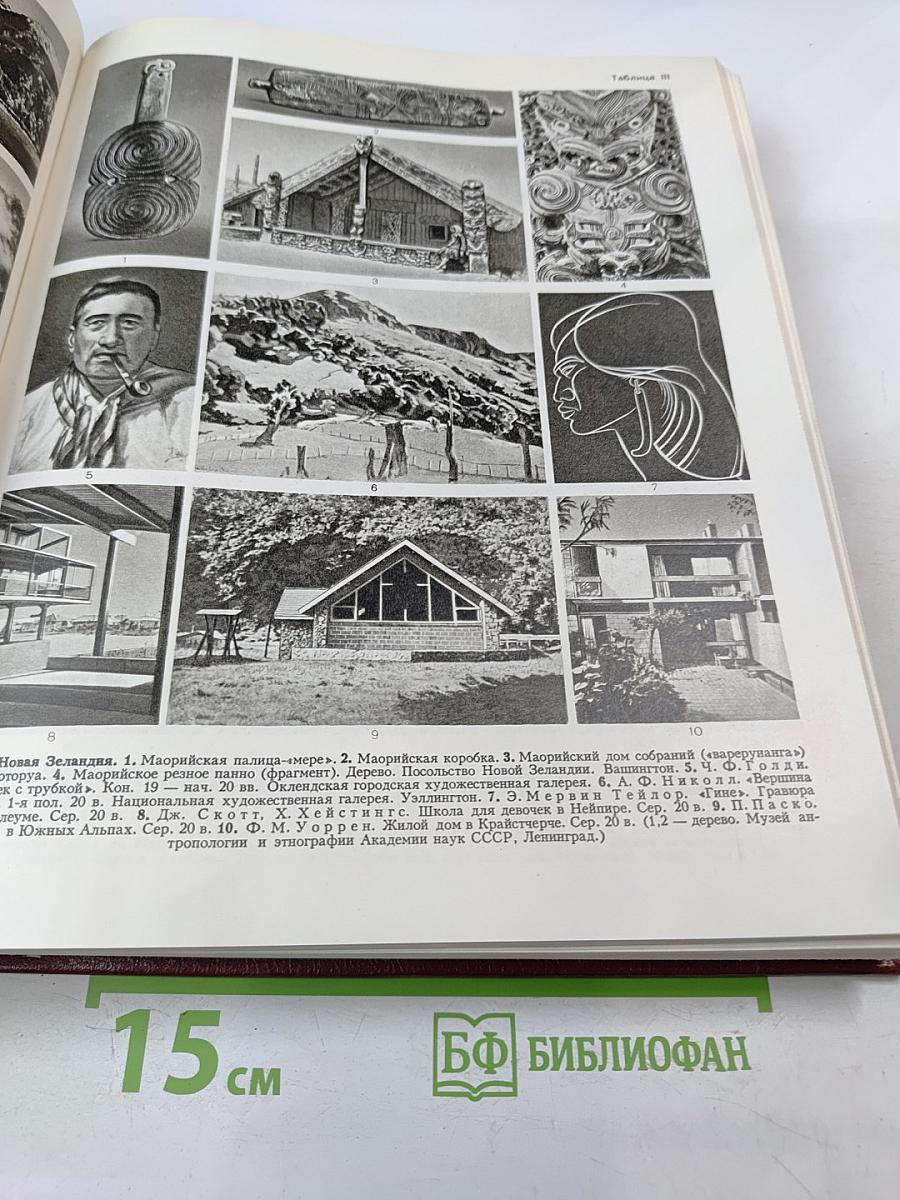 Таблица III
2
1
3
4
5
6
7
8
9
10
Новая Зеландия. 1. Маорийская палица-«мере». 2. Маорийская коробка. 3. Маорийский дом собраний («варерунанга»)
оторуа. 4. Маорийское резное панно (фрагмент). Дерево. Посольство Новой Зеландии. Вашингтон. 5. Ч. Ф. Голди.
ек с трубкой». Кон. 19 — нач. 20 вв. Оклендская городская художественная галерея. 6. А. Ф. Николл. «Вершина
1-я пол. 20 в. Национальная художественная галерея. Уэллингтон. 7. Э. Мервин Тейлор. «Гине». Гравюра
леуме. Сер. 20 в. 8. Дж. Скотт, Х. Хейстингс. Школа для девочек в Нейпире. Сер. 20 в. 9. П. Паско.
в Южных Альпах. Сер. 20 в. 10. Ф. М. Уоррен. Жилой дом в Крайстчерче. Сер. 20 в. (1,2 — дерево. Музей ан-
тропологии и этнографии Академии наук СССР, Ленинград.)
15 см
БФ БИБЛИОФАН